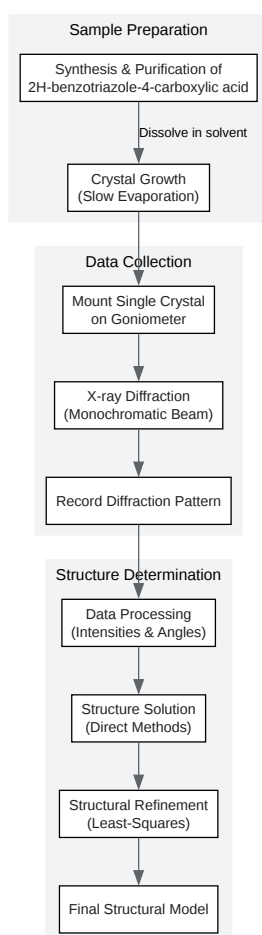 Sample Preparation
Synthesis & Purification of
2H-benzotriazole-4-carboxylic acid
Dissolve in solvent
Crystal Growth
(Slow Evaporation)
Data Collection
Mount Single Crystal
on Goniometer
X-ray Diffraction
(Monochromatic Beam)
Record Diffraction Pattern
Structure Determination
Data Processing
(Intensities & Angles)
Structure Solution
(Direct Methods)
Structural Refinement
(Least-Squares)
Final Structural Model